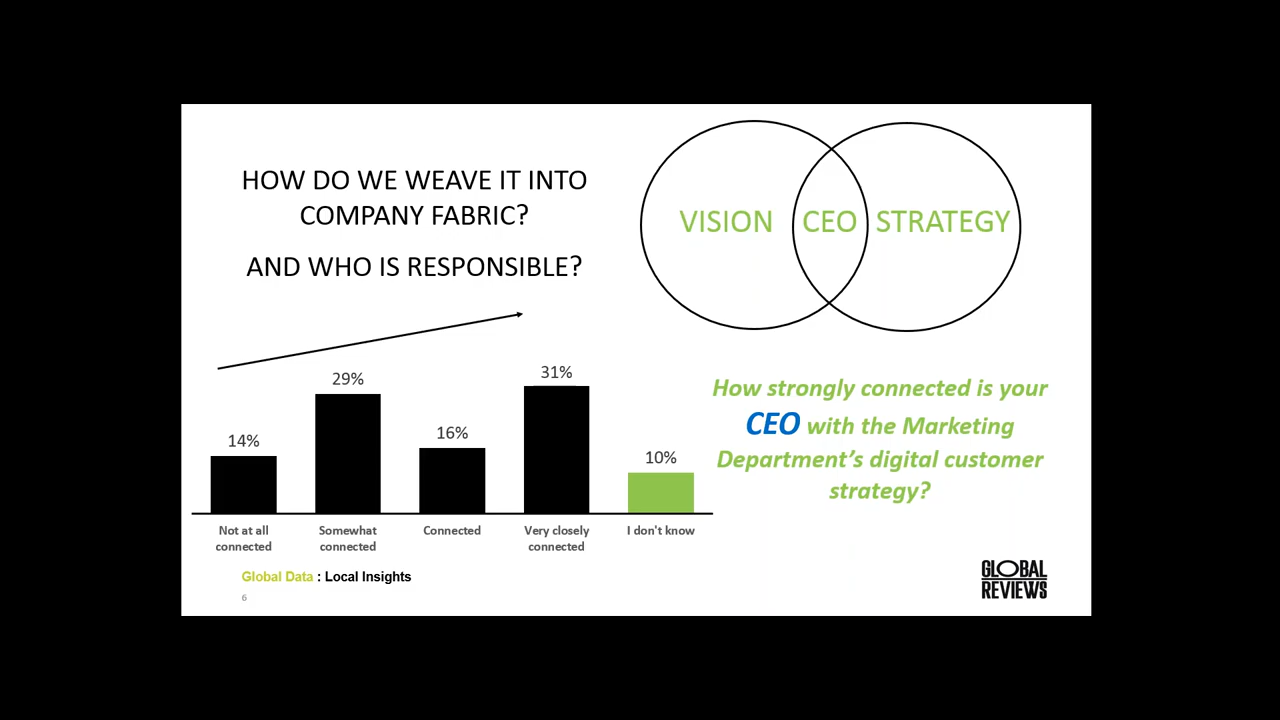 HOW DO WE WEAVE IT INTO
COMPANY FABRIC?
AND WHO IS RESPONSIBLE?
VISION
CEO
STRATEGY
14%
29%
16%
31%
10%
Not at all
connected
Somewhat
connected
Connected
Very closely
connected
I don't know
How strongly connected is your
CEO with the Marketing
Department’s digital customer
strategy?
Global Data : Local Insights
6
GLOBAL
REVIEWS